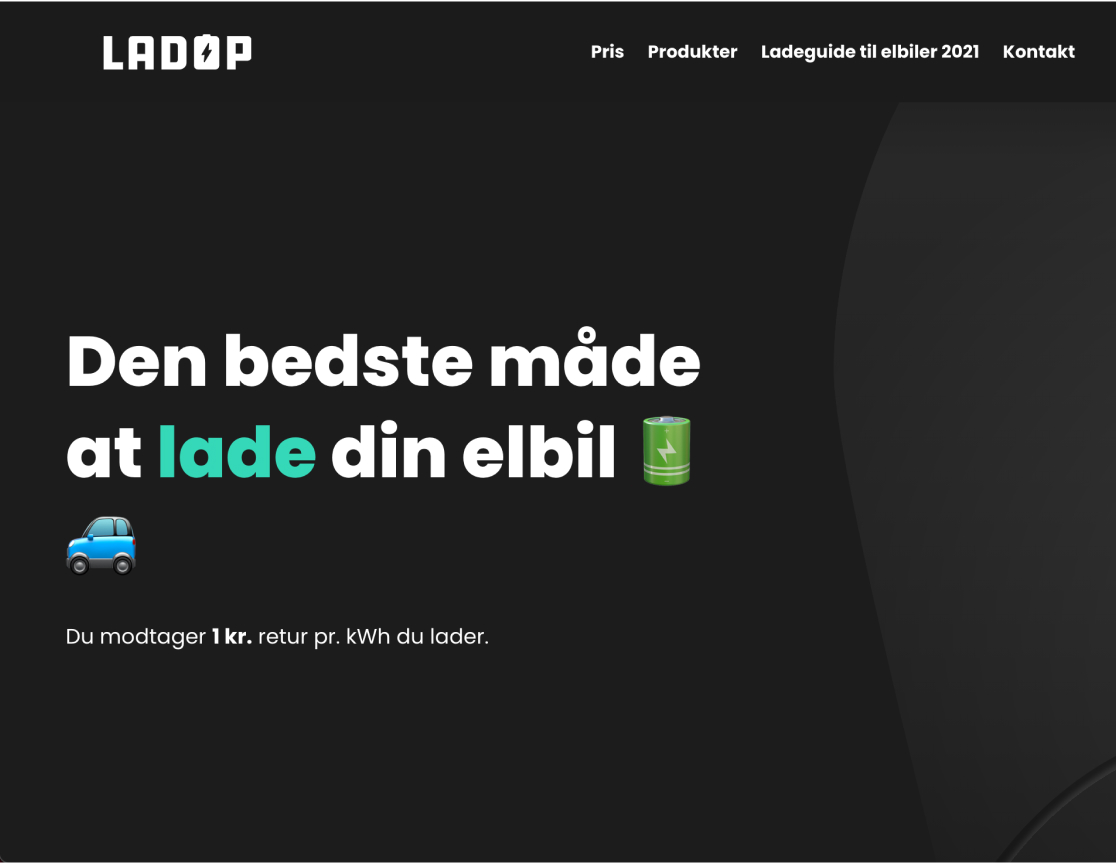 LADOP
Pris Produkter Ladeguide til elbiler 2021 Kontakt
Den bedste måde
at lade din elbil 🔋
🚙
Du modtager 1 kr. retur pr. kWh du lader.